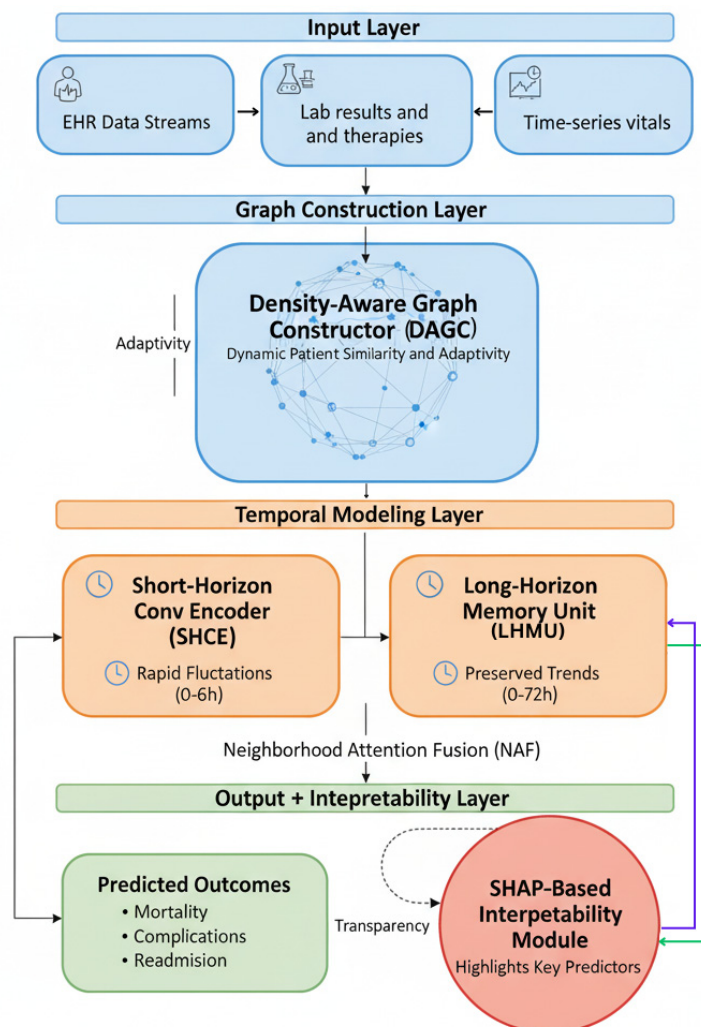 Input Layer
EHR Data Streams
Lab results and
and therapies
Time-series vitals
Graph Construction Layer
Density-Aware Graph
Constructor (DAGC)
Dynamic Patient Similarity and Adaptivity
Adaptivity
Temporal Modeling Layer
Short-Horizon
Conv Encoder
(SHCE)
Rapid Fluctations
(0-6h)
Long-Horizon
Memory Unit
(LHMU)
Preserved Trends
(0-72h)
Neighborhood Attention Fusion (NAF)
Output + Intepretability Layer
Predicted Outcomes
• Mortality
• Complications
• Readmision
Transparency
SHAP-Based
Interpetability
Module
Highlights Key Predictors